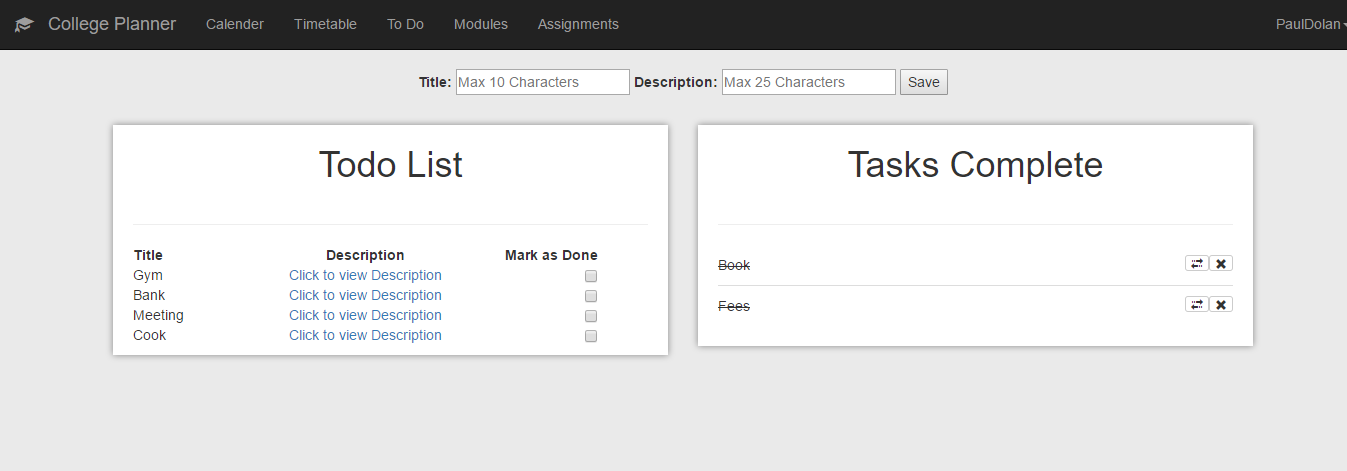 College Planner Calender Timetable To Do Modules Assignments PaulDolan
Title: Max 10 Characters Description: Max 25 Characters Save
Todo List
Title Description Mark as Done
Gym Click to view Description
Bank Click to view Description
Meeting Click to view Description
Cook Click to view Description
Tasks Complete
Book
Fees